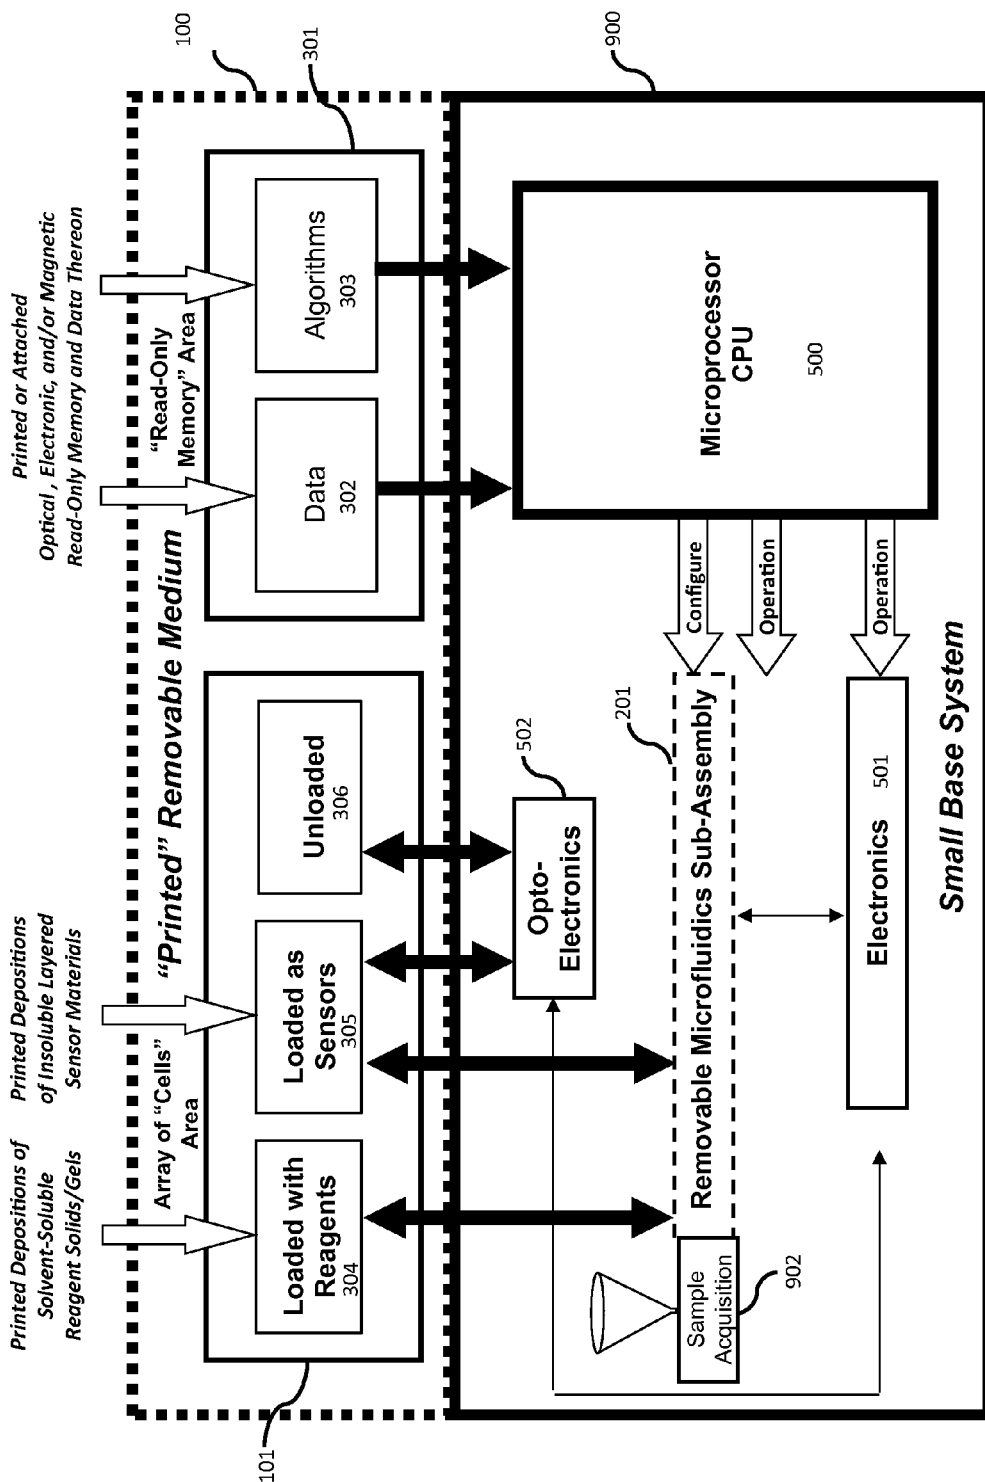 Printed Depositions of
Solvent-Soluble
Reagent Solids/Gels
Printed Depositions
of Insoluble Layered
Sensor Materials
Printed or Attached
Optical , Electronic, and/or Magnetic
Read-Only Memory and Data Thereon
100
301
“Printed” Removable Medium
Array of “Cells”
Area
“Read-Only
Memory” Area
101
Loaded with
Reagents
304
Loaded as
Sensors
305
Unloaded
306
Data
302
Algorithms
303
900
502
Opto-
Electronics
201
Sample
Acquisition
902
Removable Microfluidics Sub-Assembly
Configure
Operation
Operation
Microprocessor
CPU
500
Electronics
501
Small Base System